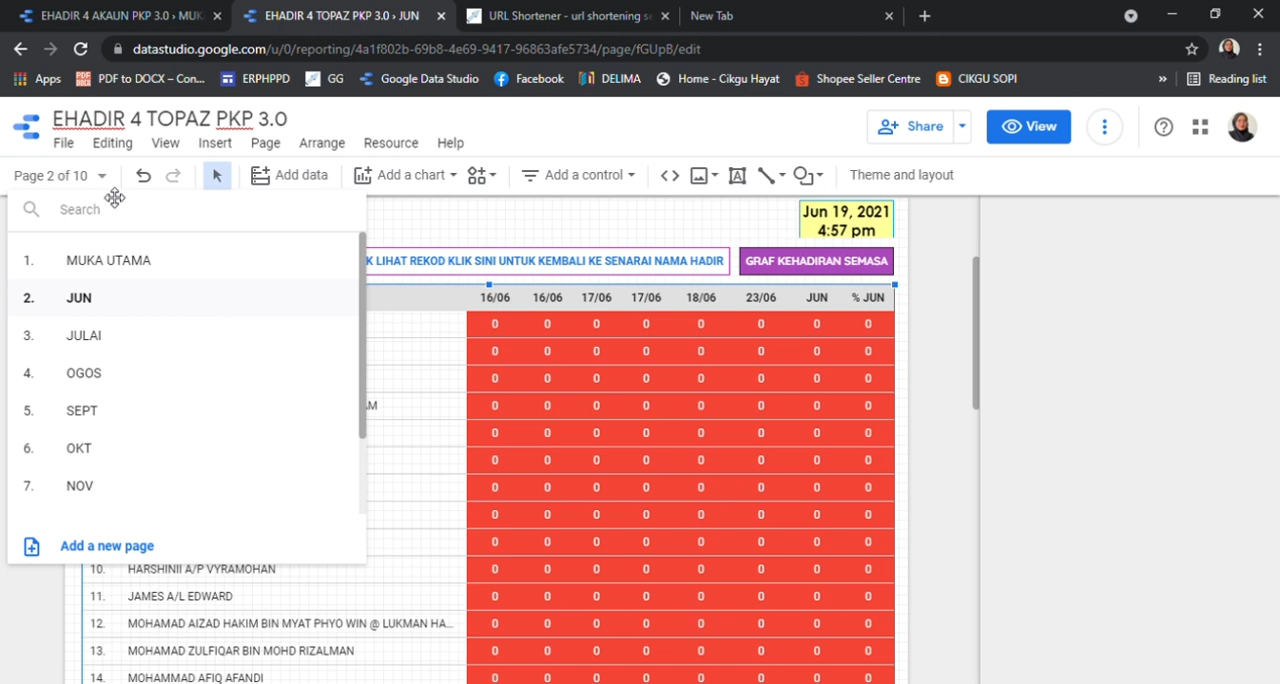 EHADIR 4 AKAUN PKP 3.0 › MUK
EHADIR 4 TOPAZ PKP 3.0 › JUN
URL Shortener - url shortening se
New Tab
datastudio.google.com/u/0/reporting/4a1f802b-69b8-4e69-9417-96863afe5734/page/fGUpB/edit
Apps
PDF to DOCX – Con...
ERPHPPD
GG
Google Data Studio
Facebook
DELIMA
Home - Cikgu Hayat
Shopee Seller Centre
CIKGU SOPI
»
Reading list
EHADIR 4 TOPAZ PKP 3.0
File Editing View Insert Page Arrange Resource Help
Share
View
Page 2 of 10
Add data
Add a chart
Add a control
Theme and layout
Search
1. MUKA UTAMA
2. JUN
3. JULAI
4. OGOS
5. SEPT
6. OKT
7. NOV
Add a new page
Jun 19, 2021
4:57 pm
K LIHAT REKOD KLIK SINI UNTUK KEMBALI KE SENARAI NAMA HADIR
GRAF KEHADIRAN SEMASA
16/06 16/06 17/06 17/06 18/06 23/06 JUN % JUN
0 0 0 0 0 0 0 0
0 0 0 0 0 0 0 0
0 0 0 0 0 0 0 0
AM 0 0 0 0 0 0 0 0
0 0 0 0 0 0 0 0
0 0 0 0 0 0 0 0
0 0 0 0 0 0 0 0
0 0 0 0 0 0 0 0
0 0 0 0 0 0 0 0
10. HARSHINII A/P VYRAMOHAN 0 0 0 0 0 0 0 0
11. JAMES A/L EDWARD 0 0 0 0 0 0 0 0
12. MOHAMAD AIZAD HAKIM BIN MYAT PHYO WIN @ LUKMAN HA... 0 0 0 0 0 0 0 0
13. MOHAMAD ZULFIQAR BIN MOHD RIZALMAN 0 0 0 0 0 0 0 0
14. MOHAMMAD AFIQ AFANDI 0 0 0 0 0 0 0 0